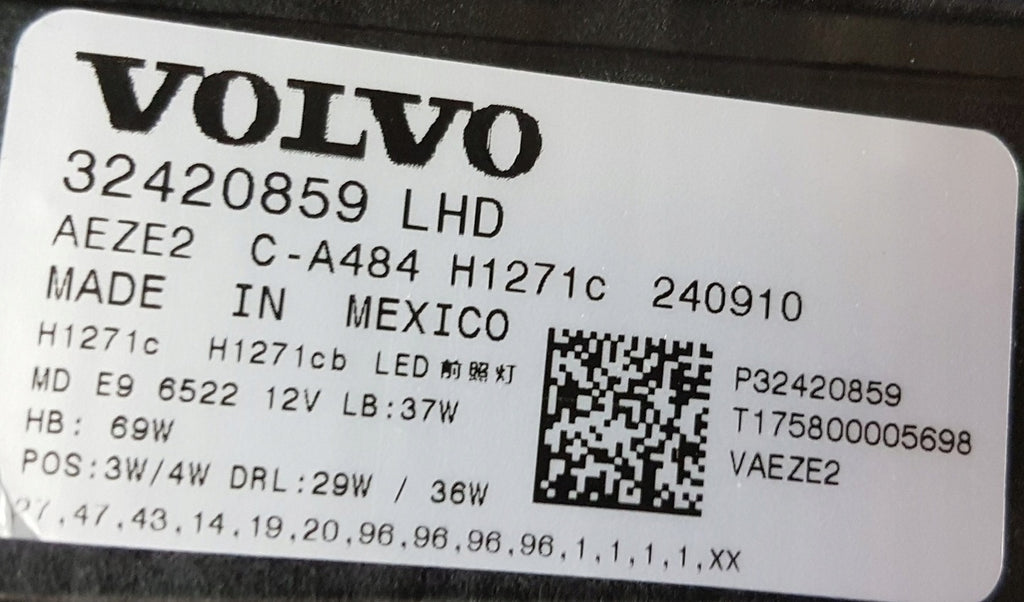 VOLVO
32420859 LHD
AEZE2 C-A484 H1271c 240910
MADE IN MEXICO
H1271c H1271cb LED 前照灯
MD E9 6522 12V LB:37W
HB: 69W
POS:3W/4W DRL:29W / 36W
27,47,43,14,19,20,96,96,96,96,1,1,1,1,XX
P32420859
T175800005698
VAEZE2